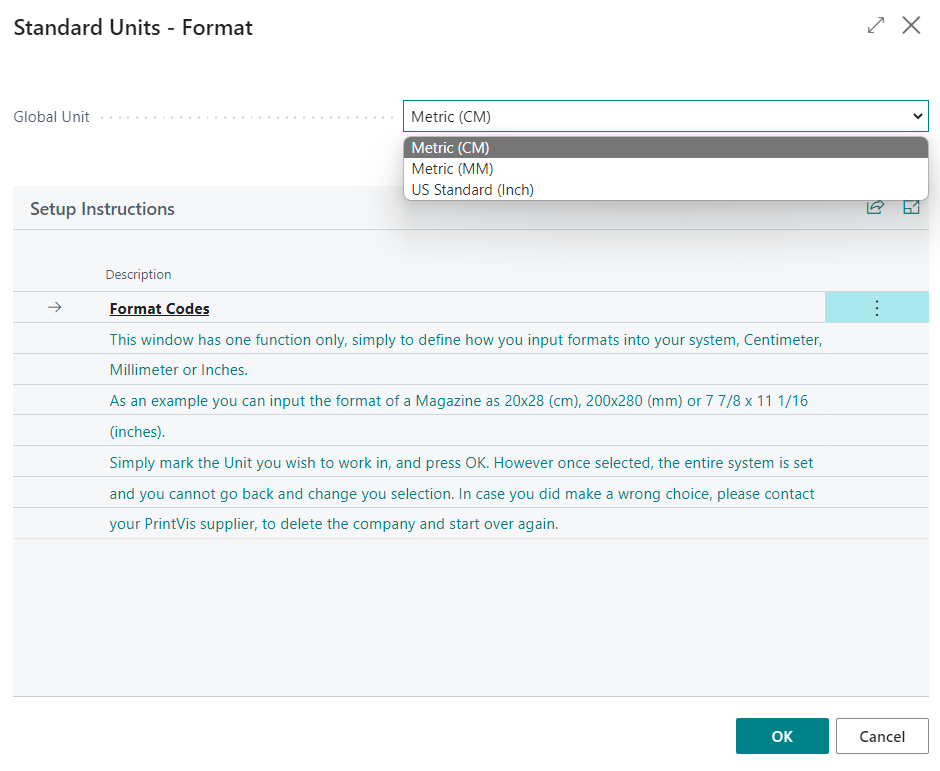 Standard Units - Format
Global Unit
Metric (CM)
Metric (CM)
Metric (MM)
US Standard (Inch)
Setup Instructions
Description
Format Codes
This window has one function only, simply to define how you input formats into your system, Centimeter,
Millimeter or Inches.
As an example you can input the format of a Magazine as 20x28 (cm), 200x280 (mm) or 7 7/8 x 11 1/16
(inches).
Simply mark the Unit you wish to work in, and press OK. However once selected, the entire system is set
and you cannot go back and change you selection. In case you did make a wrong choice, please contact
your PrintVis supplier, to delete the company and start over again.
OK
Cancel